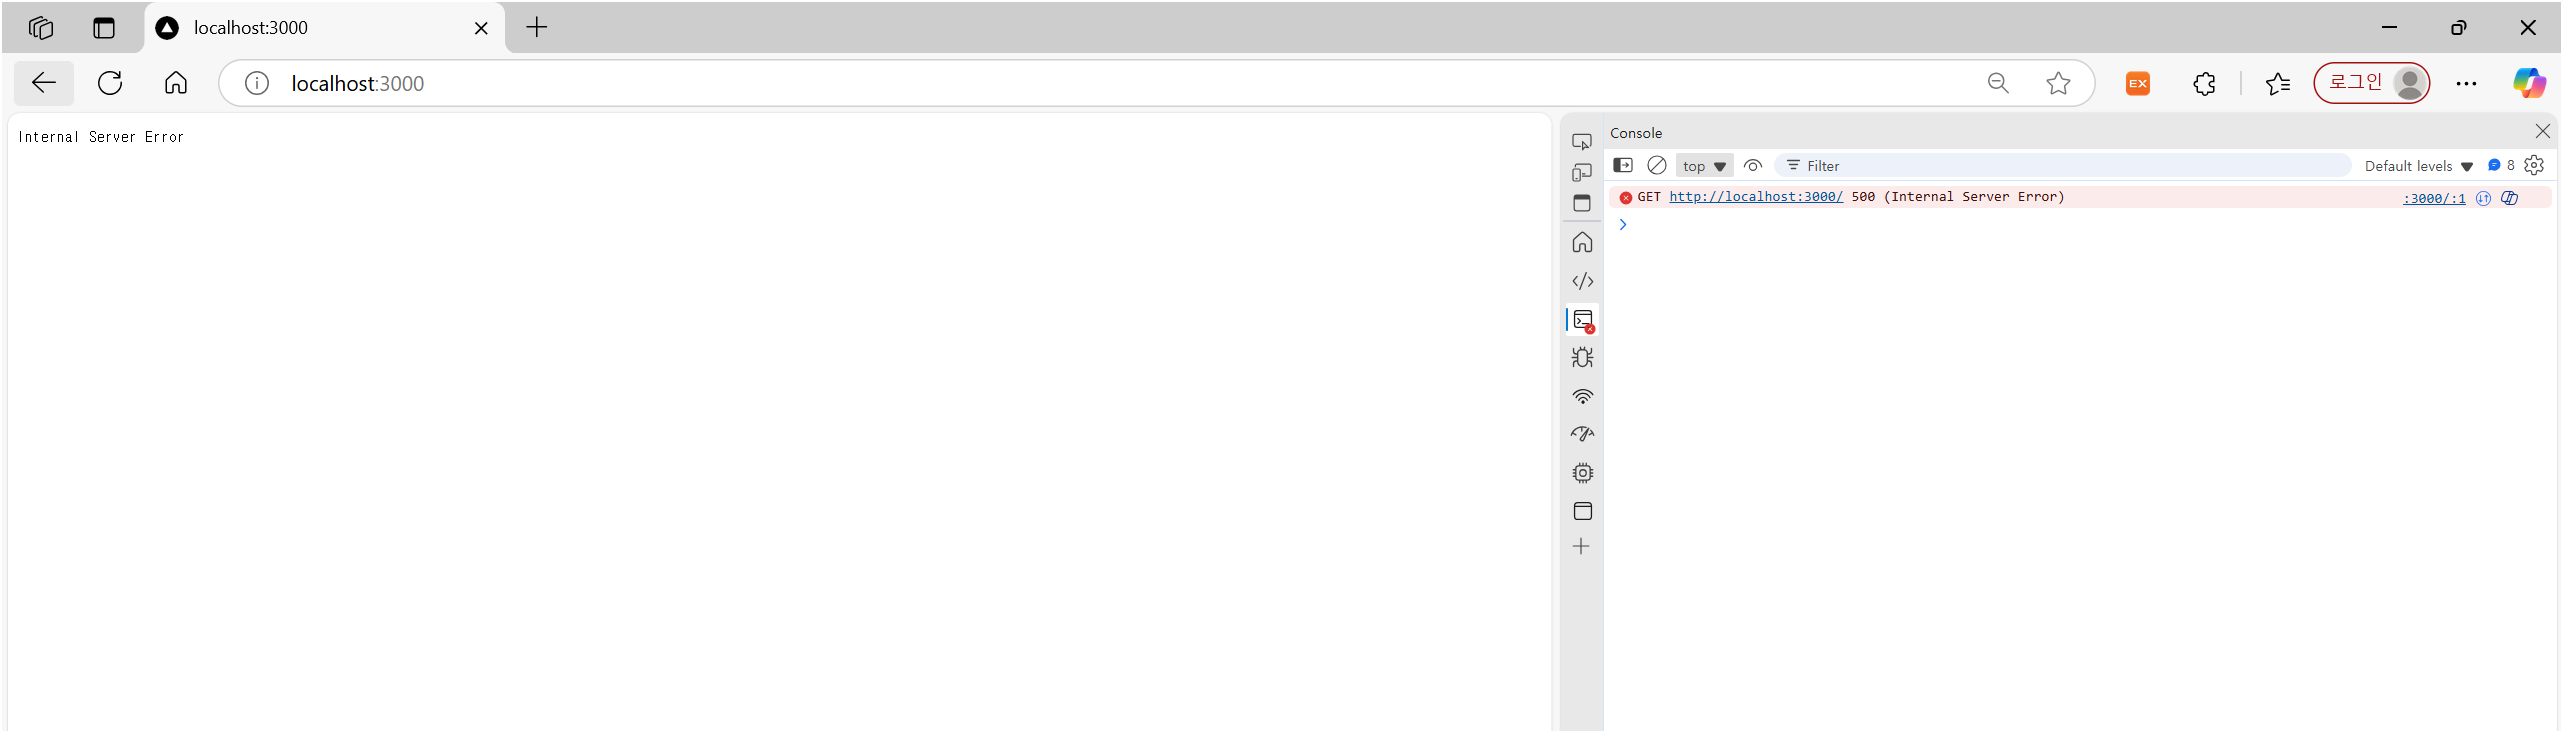 localhost:3000
localhost:3000
EX
로그인
Internal Server Error
Console
top
Filter
Default levels
8
GET http://localhost:3000/ 500 (Internal Server Error)
:3000/:1